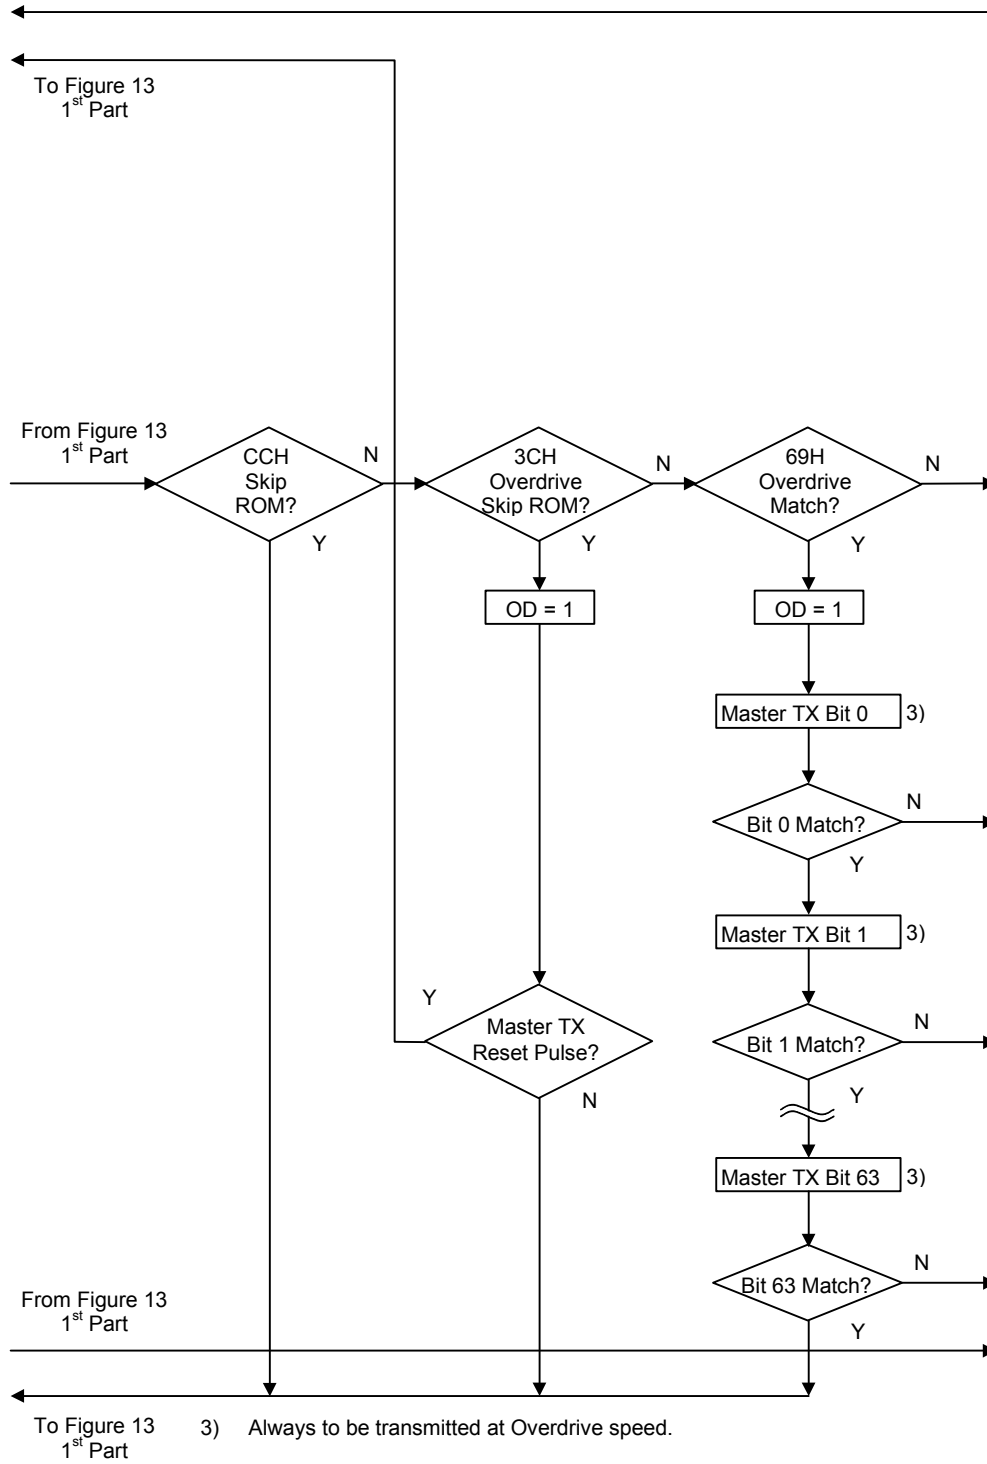 To Figure 13
1st Part
From Figure 13
1st Part
CCH
Skip
ROM?
N
Y
3CH
Overdrive
Skip ROM?
N
Y
69H
Overdrive
Match?
N
Y
OD = 1
OD = 1
Master TX Bit 0 3)
Bit 0 Match?
N
Y
Master TX Bit 1 3)
Y
Master TX
Reset Pulse?
N
Bit 1 Match?
N
Y
Master TX Bit 63 3)
Bit 63 Match?
N
Y
From Figure 13
1st Part
To Figure 13
1st Part
3) Always to be transmitted at Overdrive speed.